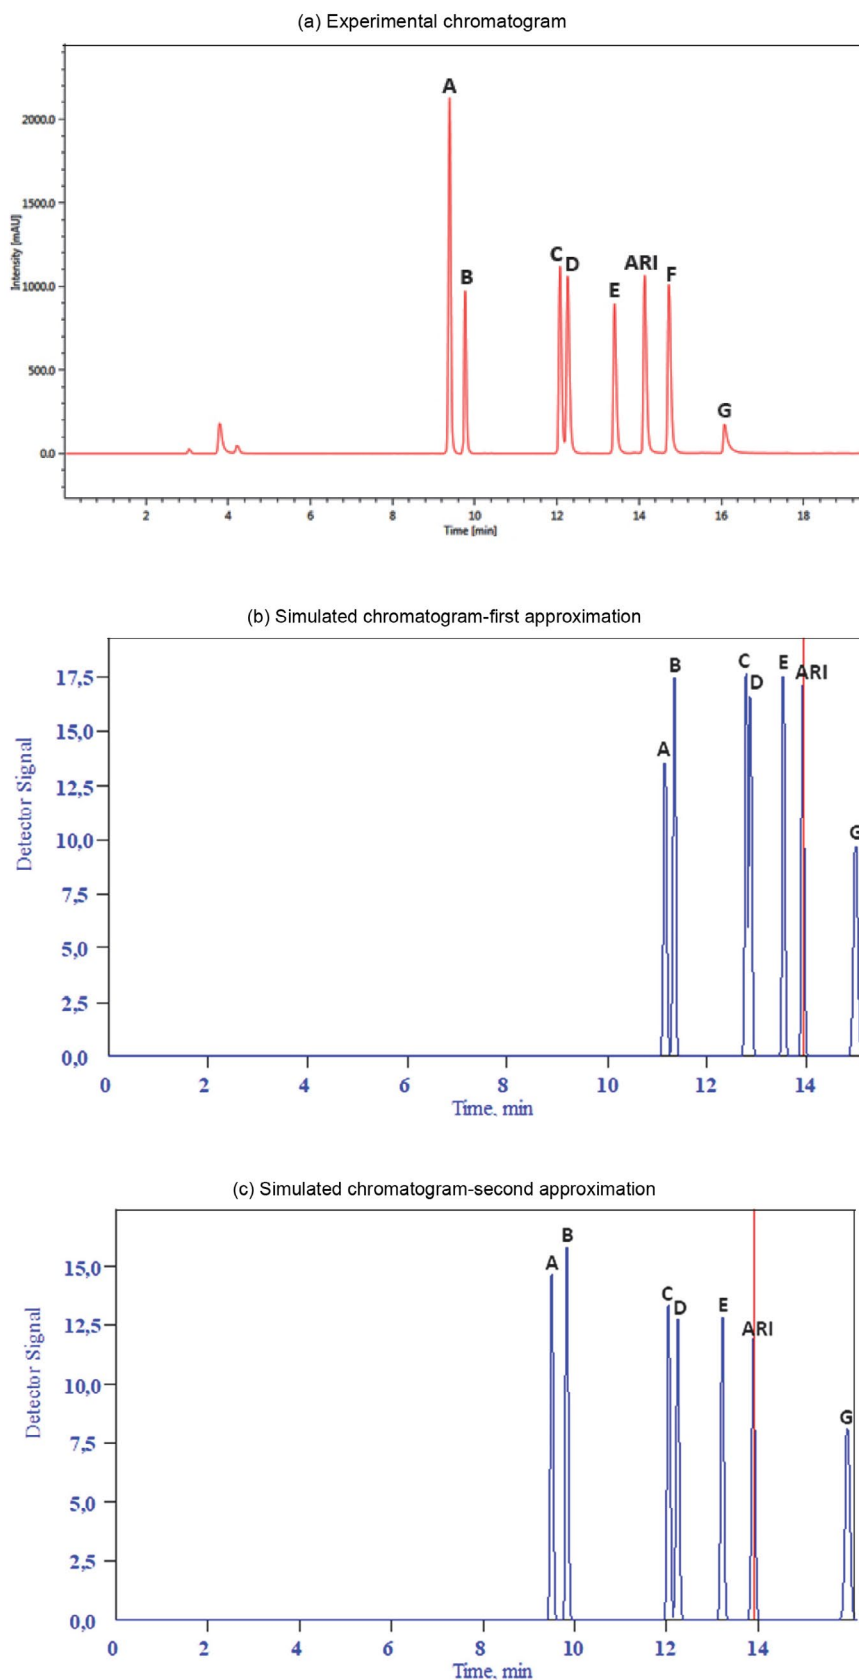 (a) Experimental chromatogram
A
2000.0
1500.0
Intensity [mAU]
1000.0
B
C
D
E
ARI
F
500.0
G
0.0
2 4 6 8 10 12 14 16 18
Time [min]
(b) Simulated chromatogram-first approximation
17,5
B
C
D
E
ARI
15,0
A
12,5
Detector Signal
10,0
G
7,5
5,0
2,5
0,0
0 2 4 6 8 10 12 14
Time, min
(c) Simulated chromatogram-second approximation
15,0
A
B
12,5
C
D
E
ARI
Detector Signal
10,0
7,5
G
5,0
2,5
0,0
0 2 4 6 8 10 12 14
Time, min